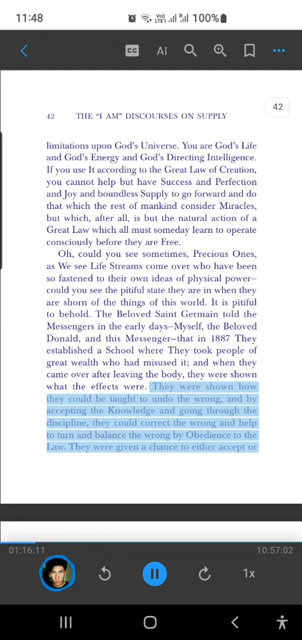 11:48
100%
CC
AI
42
42 THE "I AM" DISCOURSES ON SUPPLY
limitations upon God's Universe. You are God's Life
and God's Energy and God's Directing Intelligence.
If you use It according to the Great Law of Creation,
you cannot help but have Success and Perfection
and Joy and boundless Supply to go forward and do
that which the rest of mankind consider Miracles,
but which, after all, is but the natural action of a
Great Law which all must someday learn to operate
consciously before they are Free.
Oh, could you see sometimes, Precious Ones,
as We see Life Streams come over who have been
so fastened to their own ideas of physical power—
could you see the pitiful state they are in when they
are shorn of the things of this world. It is pitiful
to behold. The Beloved Saint Germain told the
Messengers in the early days—Myself, the Beloved
Donald, and this Messenger—that in 1887 They
established a School where They took people of
great wealth who had misused it; and when they
came over after leaving the body, they were shown
what the effects were. They were shown how
they could be taught to undo the wrong, and by
accepting the Knowledge and going through the
discipline, they could correct the wrong and help
to turn and balance the wrong by Obedience to the
Law. They were given a chance to either accept or
01:16:11 10:57:02
1x